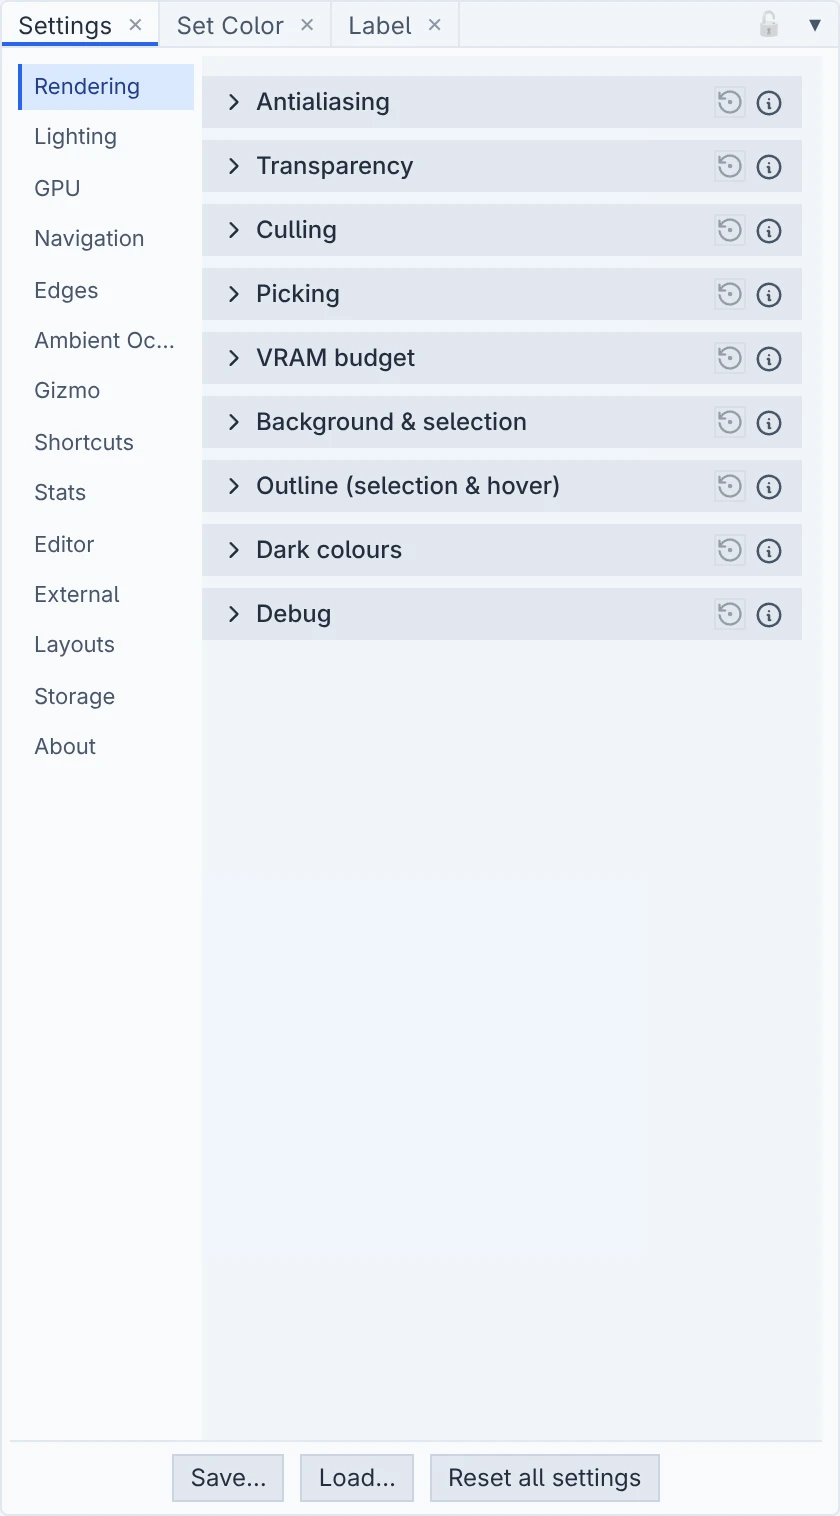 Settings × Set Color × Label ×
Rendering
Lighting
GPU
Navigation
Edges
Ambient Oc...
Gizmo
Shortcuts
Stats
Editor
External
Layouts
Storage
About
Antialiasing
Transparency
Culling
Picking
VRAM budget
Background & selection
Outline (selection & hover)
Dark colours
Debug
Save... Load... Reset all settings